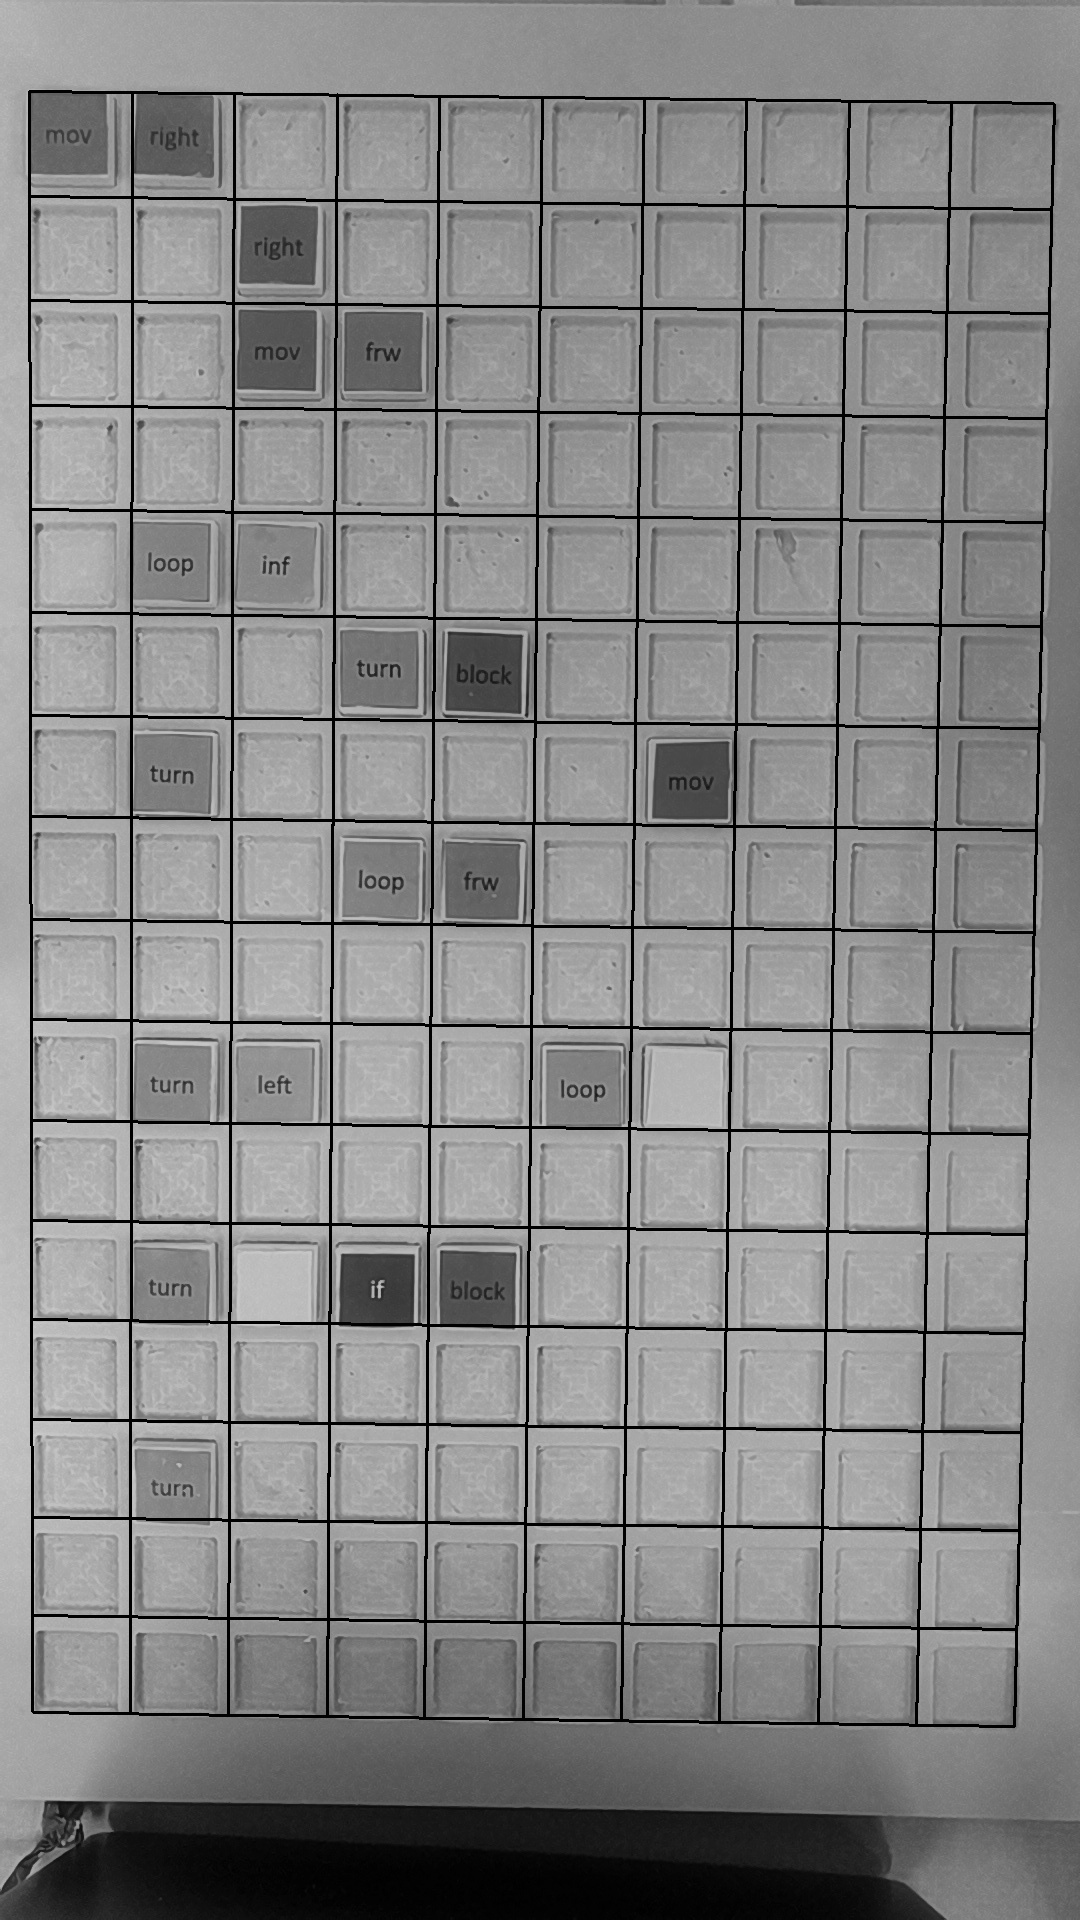 mov right
right
mov frw
loop inf
turn block
turn mov
loop frw
turn left loop
turn if block
turn